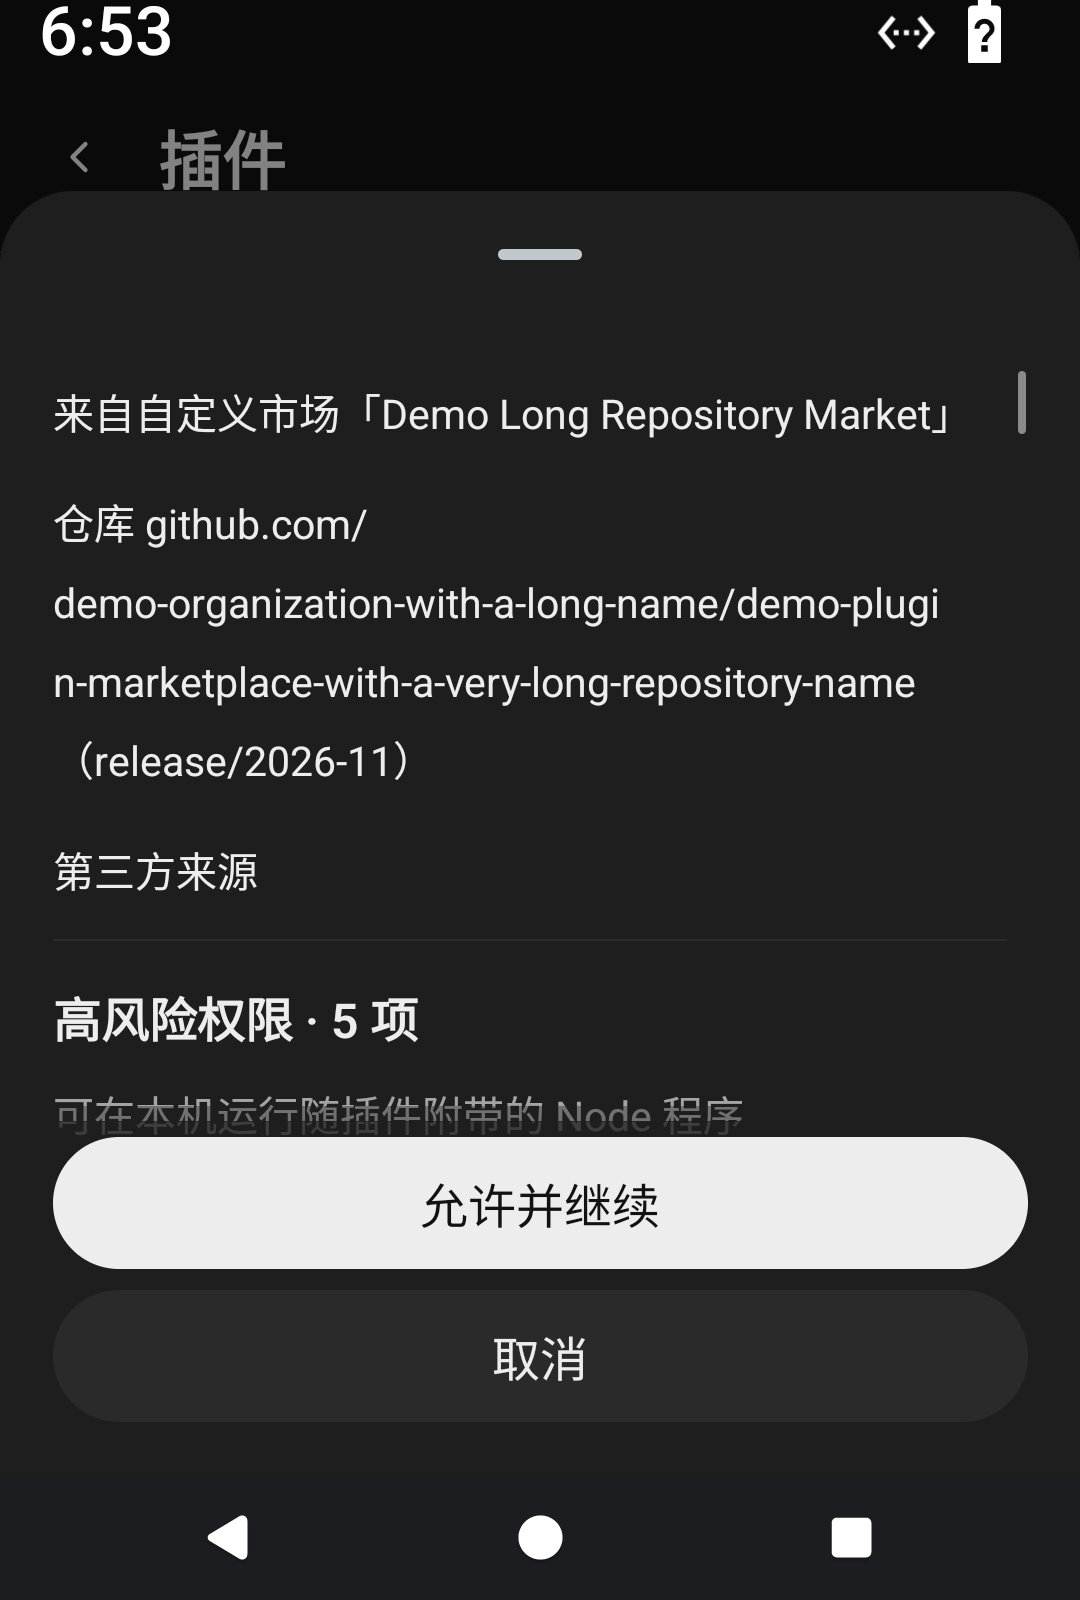 6:53
插件
来自自定义市场「Demo Long Repository Market」
仓库 github.com/
demo-organization-with-a-long-name/demo-plugi
n-marketplace-with-a-very-long-repository-name
（release/2026-11）
第三方来源
高风险权限 · 5 项
可在本机运行随插件附带的 Node 程序
允许并继续
取消